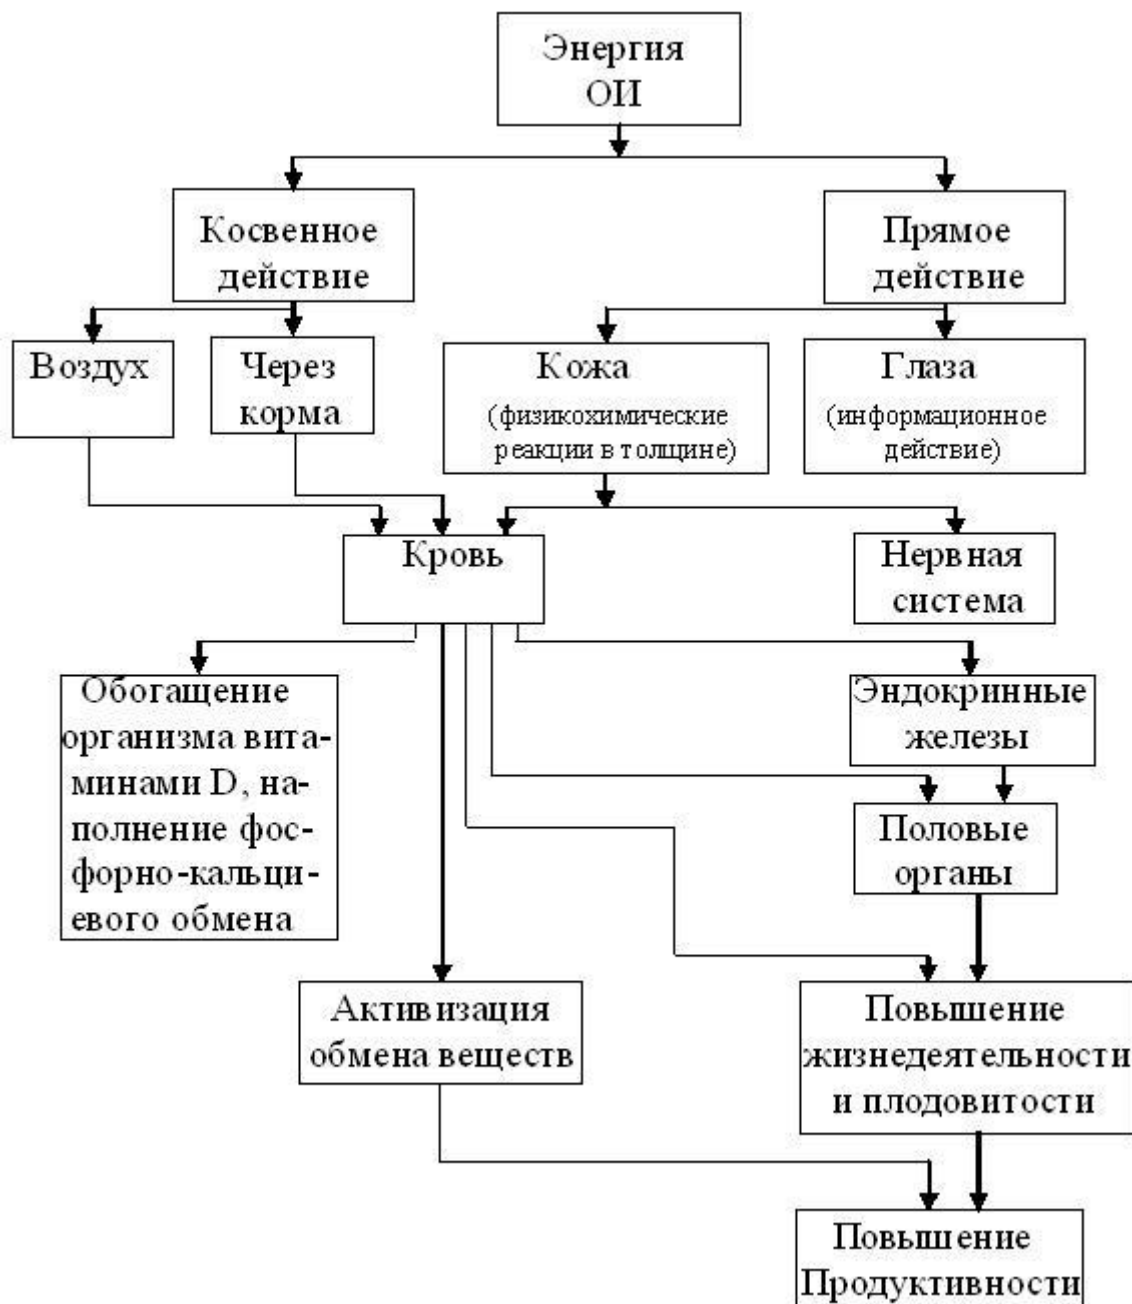 Энергия
ОИ
Косвенное
действие
Прямое
действие
Воздух
Через
корма
Кожа
(физикохимические
реакции в толщине)
Глаза
(информационное
действие)
Кровь
Нервная
система
Обогащение
организма вита-
минами D, на-
полнение фос-
форно-кальци-
евого обмена
Эндокринные
железы
Половые
органы
Активизация
обмена веществ
Повышение
жизнедеятельности
и плодовитости
Повышение
Продуктивности